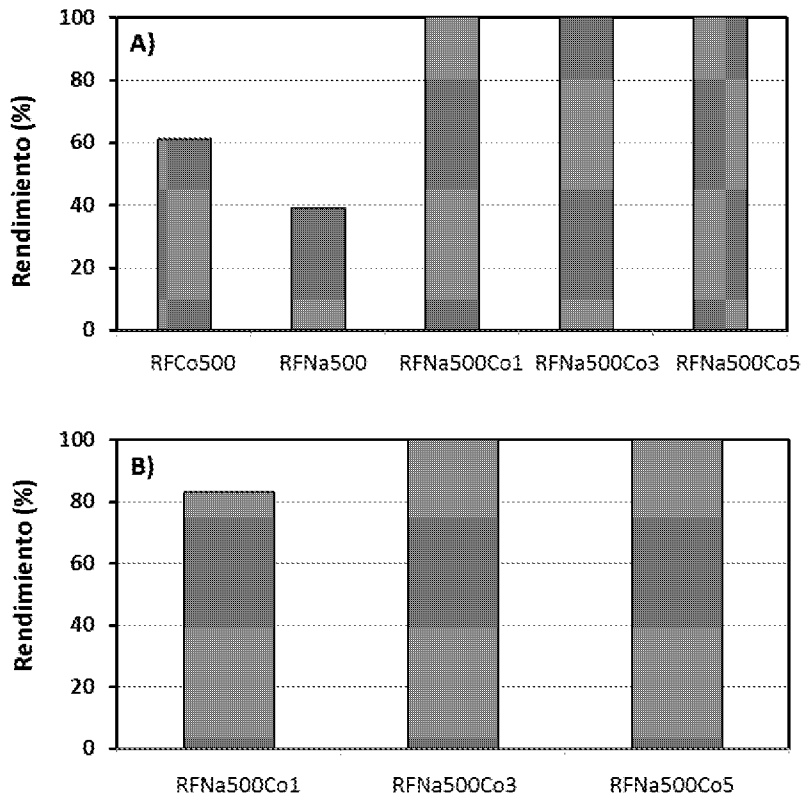 A)
Rendimiento (%)
100
80
60
40
20
0
RFCo500 RFNa500 RFNa500Co1 RFNa500Co3 RFNa500Co5
B)
Rendimiento (%)
100
80
60
40
20
0
RFNa500Co1 RFNa500Co3 RFNa500Co5